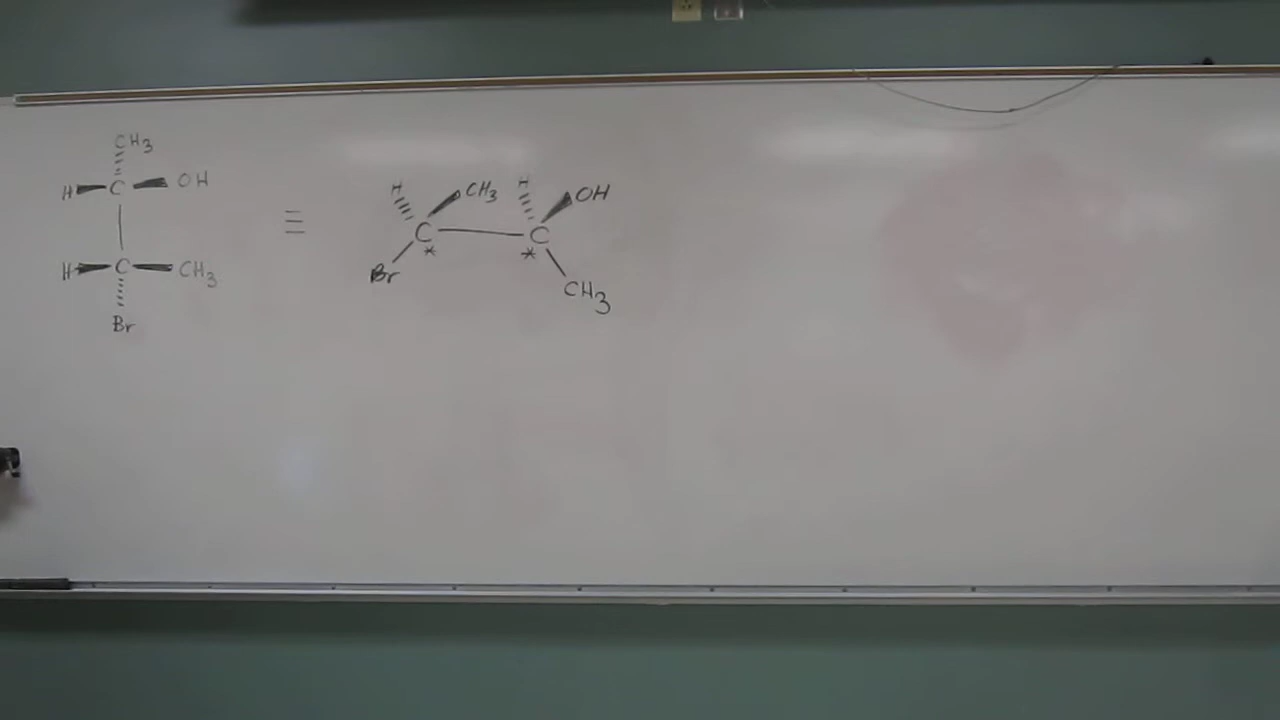 CH3
H C OH
H C CH3
Br
≡
H CH3 H OH
C C
* *
Br CH3